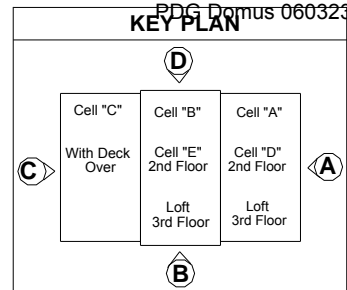 PDG Domus 060323
KEY PLAN
D
Cell "C"
Cell "B"
Cell "A"
With Deck
Over
Cell "E"
2nd Floor
Cell "D"
2nd Floor
C
A
Loft
3rd Floor
Loft
3rd Floor
B